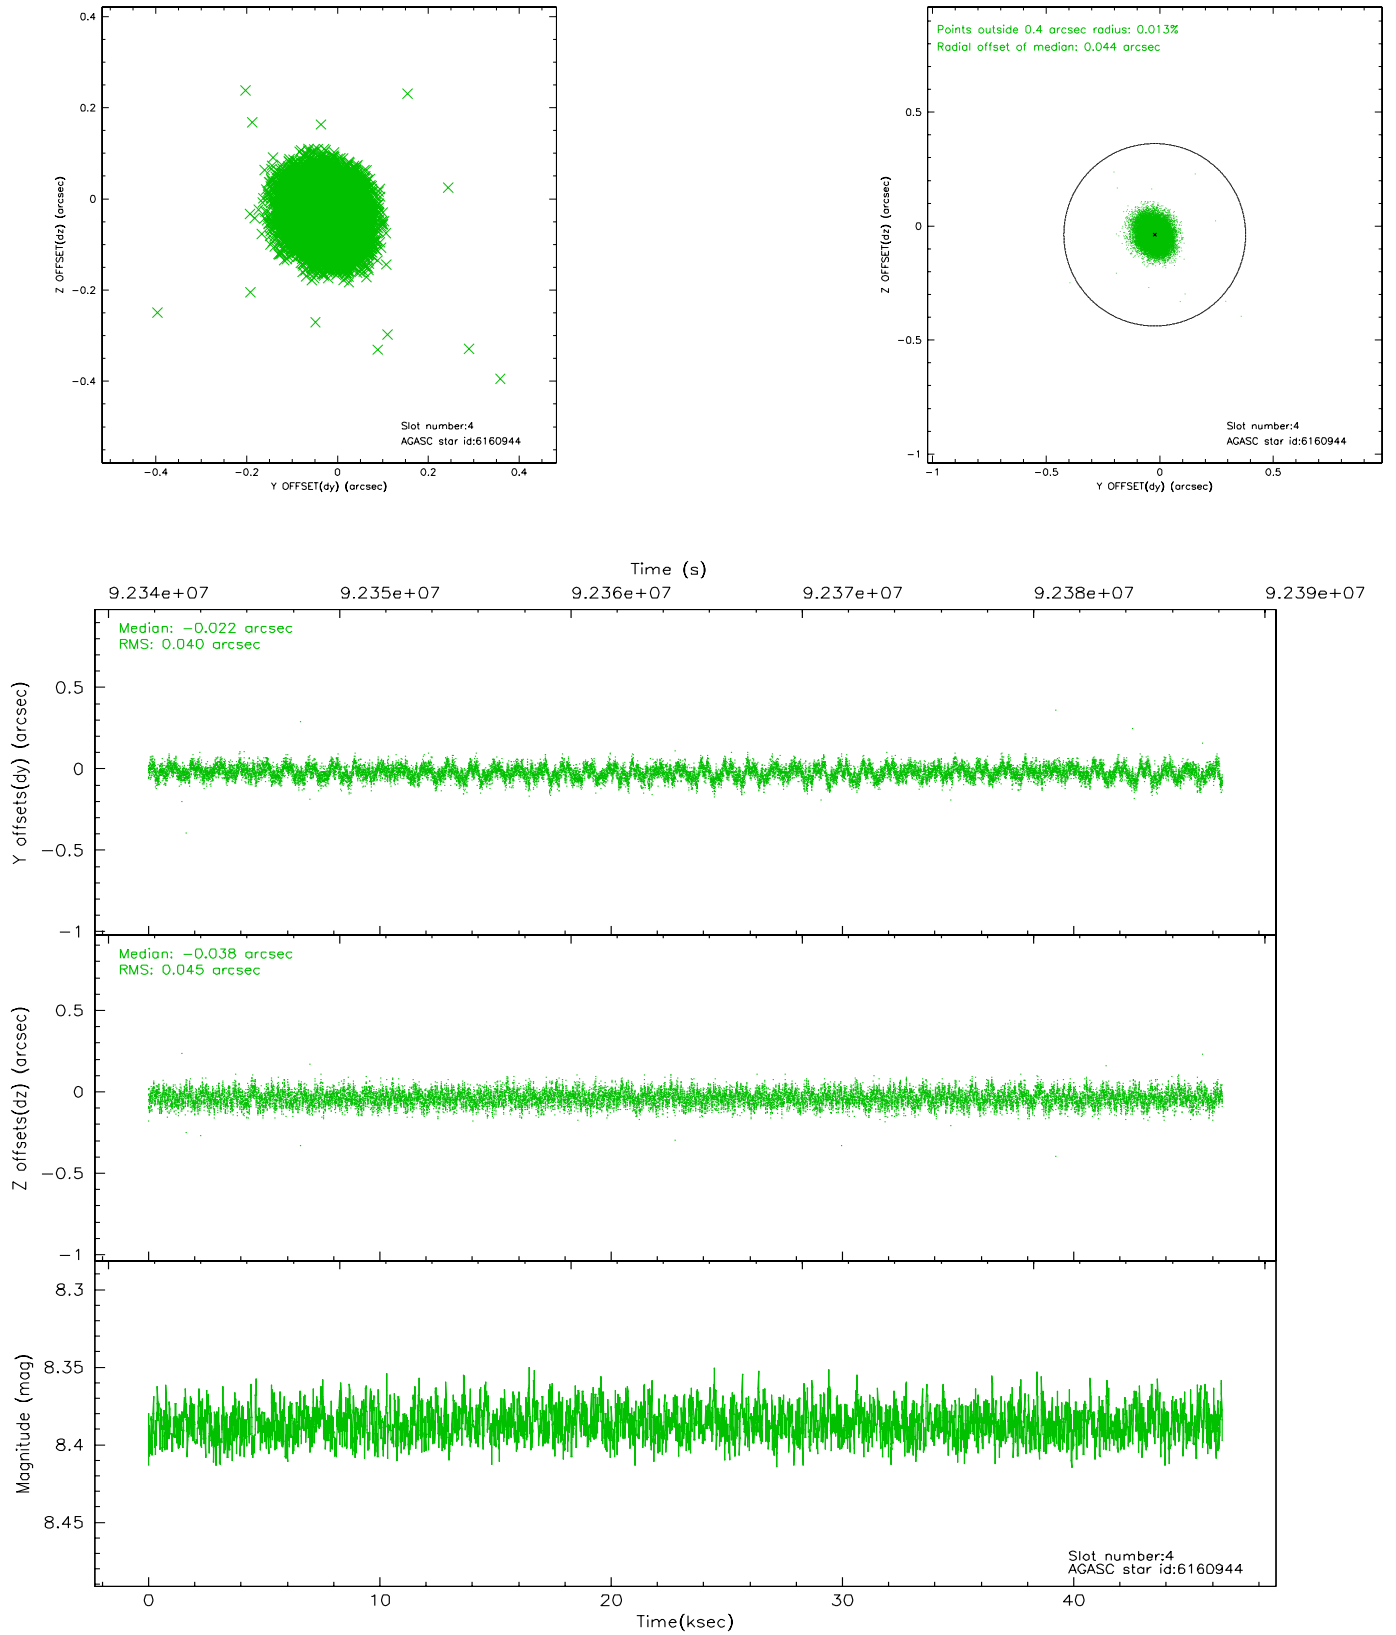 0.4
0.2
0
−0.2
−0.4
Z OFFSET(dz) (arcsec)
−0.4
−0.2
0
0.2
0.4
Y OFFSET(dy) (arcsec)
Slot number:4
AGASC star id:6160944
Points outside 0.4 arcsec radius: 0.013%
Radial offset of median: 0.044 arcsec
0.5
0
−0.5
−1
Z OFFSET(dz) (arcsec)
−1
−0.5
0
0.5
Y OFFSET(dy) (arcsec)
Slot number:4
AGASC star id:6160944
Time (s)
9.234e+07
9.235e+07
9.236e+07
9.237e+07
9.238e+07
9.239e+07
Median: −0.022 arcsec
RMS: 0.040 arcsec
0.5
0
−0.5
−1
Y offsets(dy) (arcsec)
Median: −0.038 arcsec
RMS: 0.045 arcsec
0.5
0
−0.5
−1
Z offsets(dz) (arcsec)
8.3
8.35
8.4
8.45
Magnitude (mag)
Slot number:4
AGASC star id:6160944
0
10
20
30
40
Time(ksec)